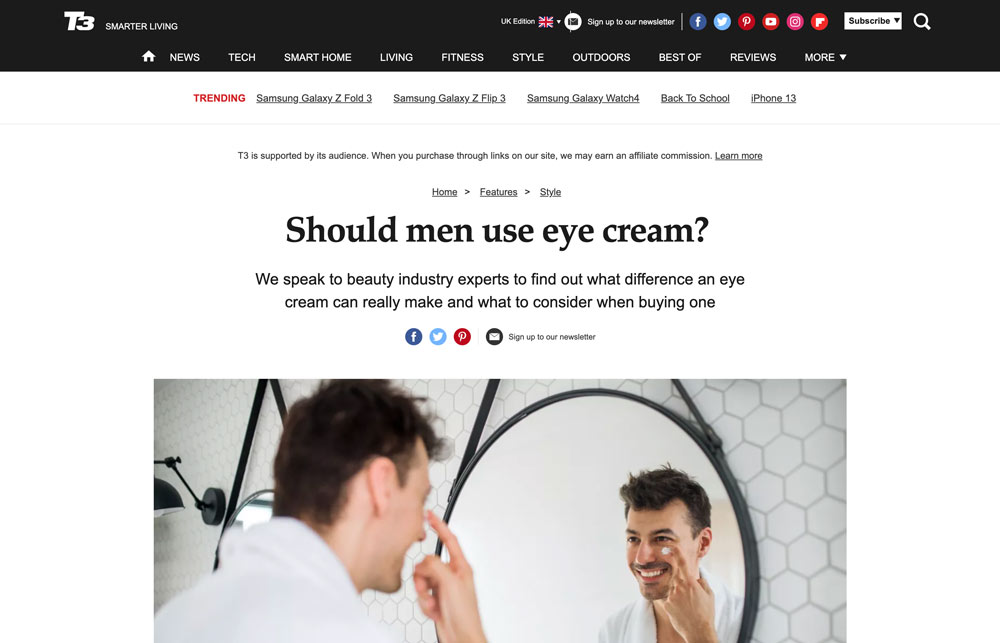 T3 SMARTER LIVING
UK Edition Sign up to our newsletter Subscribe
NEWS TECH SMART HOME LIVING FITNESS STYLE OUTDOORS BEST OF REVIEWS MORE
TRENDING Samsung Galaxy Z Fold 3 Samsung Galaxy Z Flip 3 Samsung Galaxy Watch4 Back To School iPhone 13
T3 is supported by its audience. When you purchase through links on our site, we may earn an affiliate commission. Learn more
Home > Features > Style
Should men use eye cream?
We speak to beauty industry experts to find out what difference an eye
cream can really make and what to consider when buying one
Sign up to our newsletter